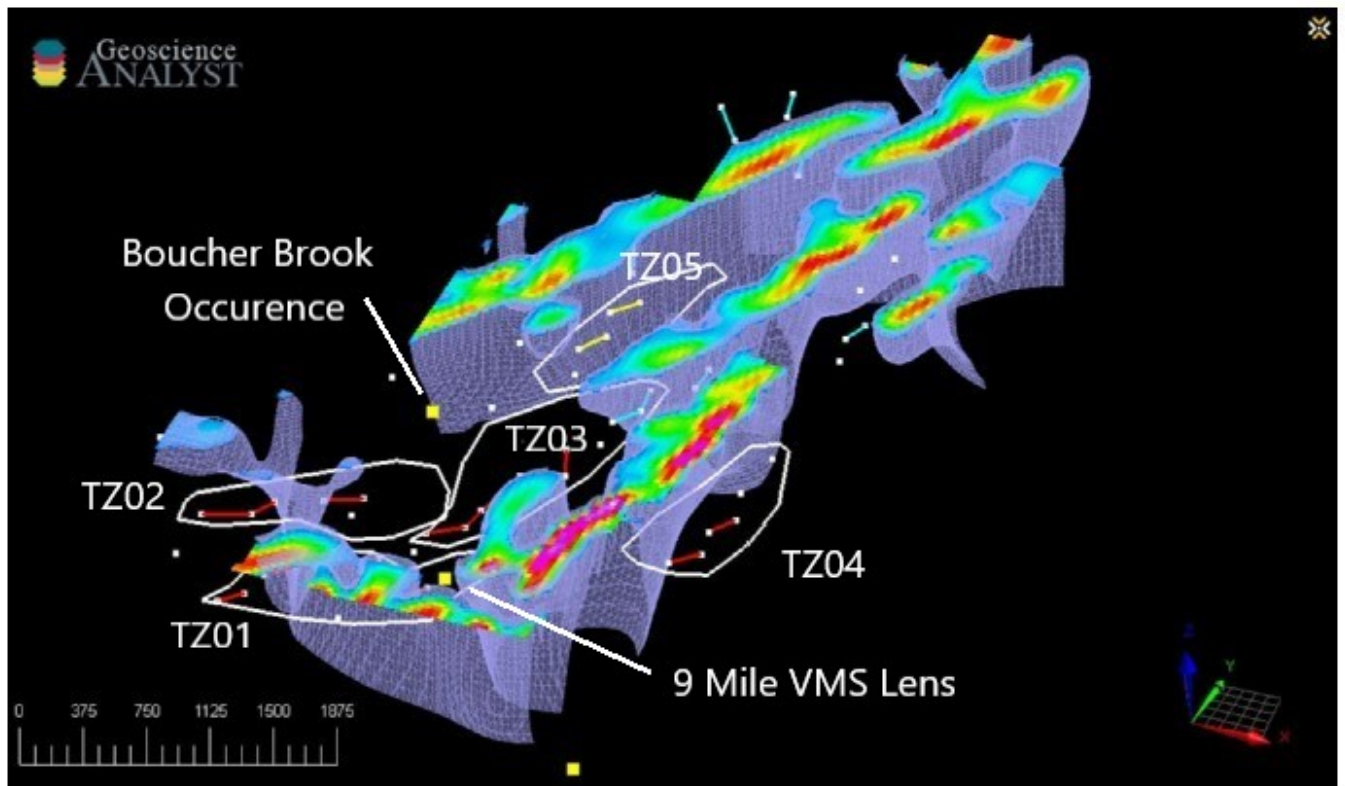 Geoscience
ANALYST
Boucher Brook
Occurence
TZ05
TZ03
TZ02
TZ04
TZ01
9 Mile VMS Lens
0 375 750 1125 1500 1875
Z
Y
X